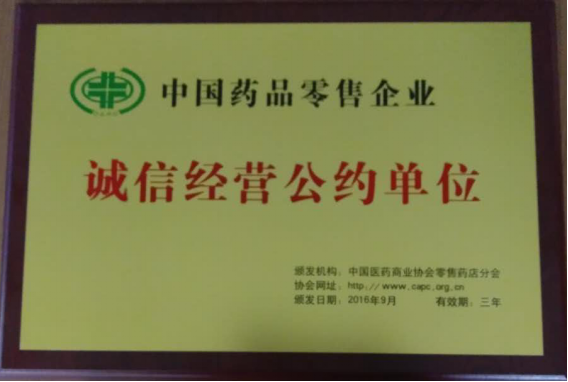 中国药品零售企业
诚信经营公约单位
颁发机构：中国医药商业协会零售药店分会
协会网址：http://www.capc.org.cn
颁发日期：2016年9月 有效期：三年